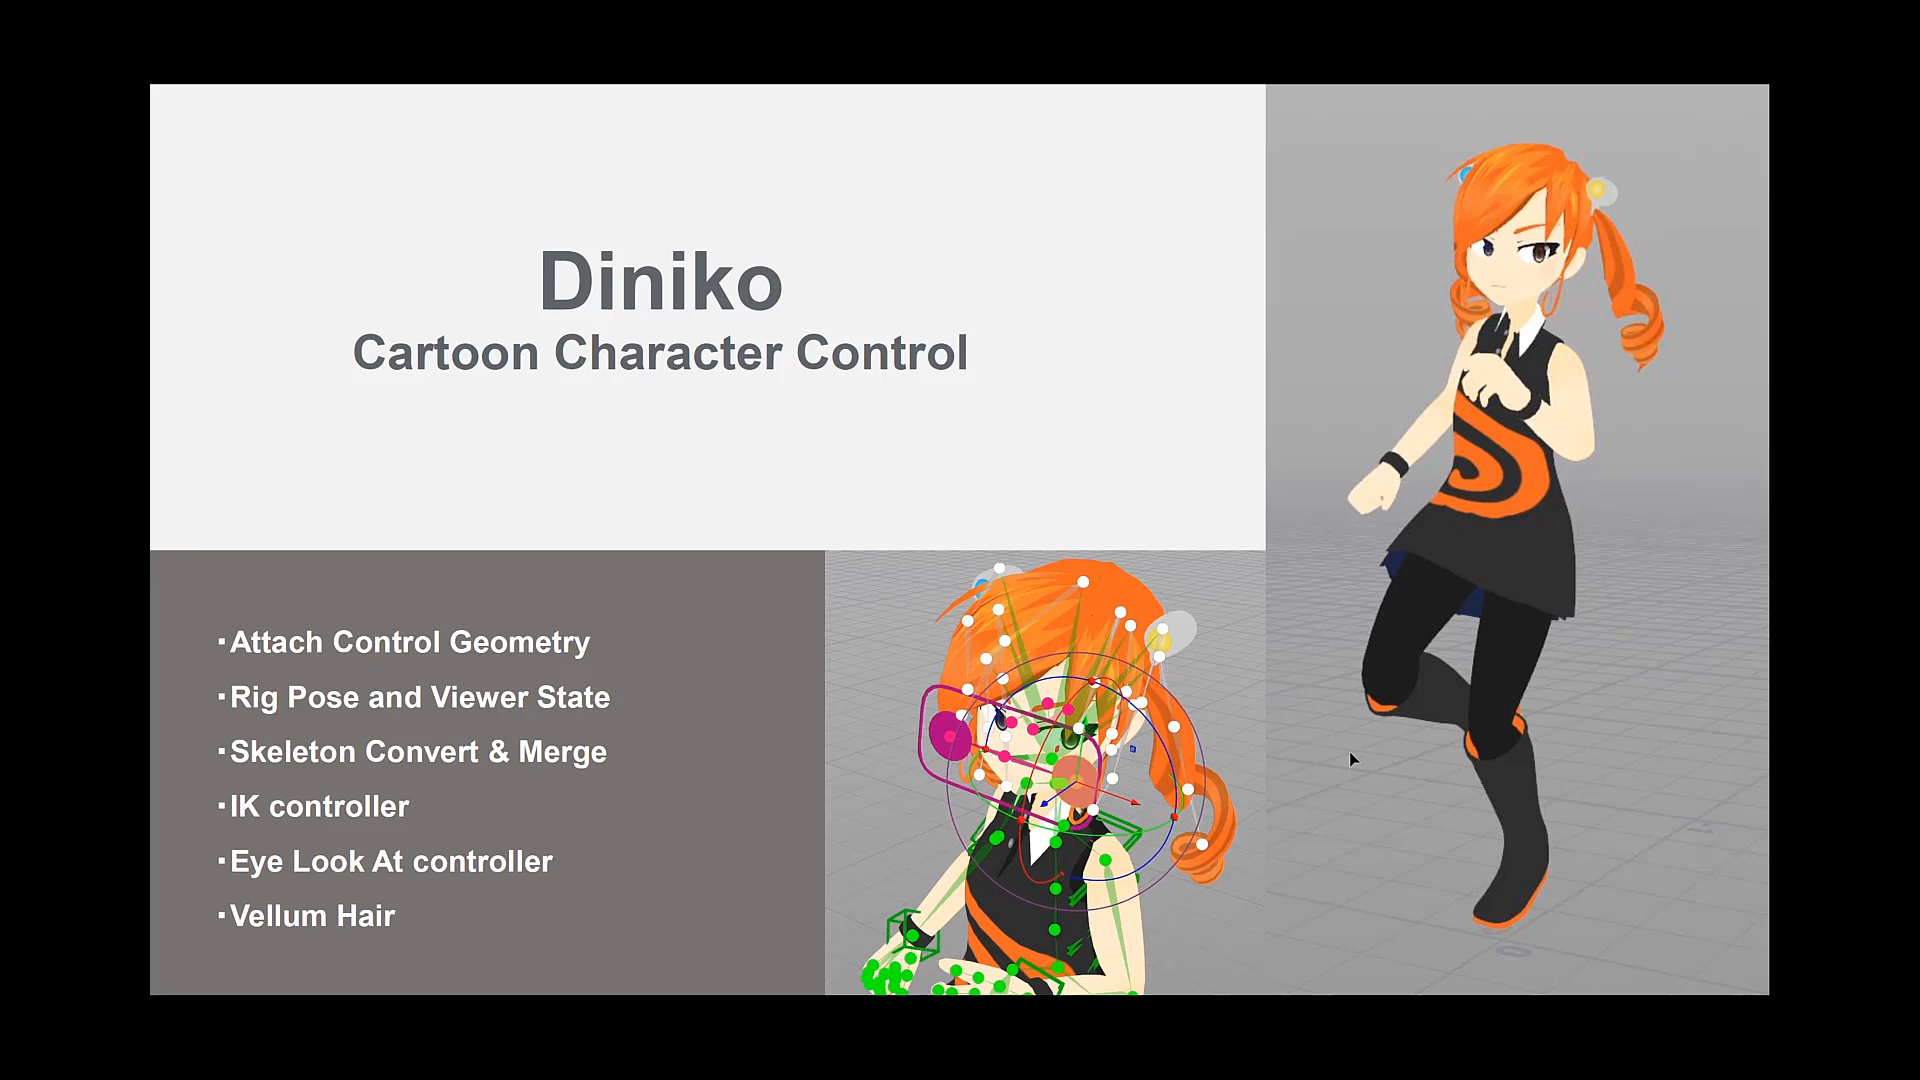 Diniko
Cartoon Character Control
▪Attach Control Geometry
▪Rig Pose and Viewer State
▪Skeleton Convert & Merge
▪IK controller
▪Eye Look At controller
▪Vellum Hair